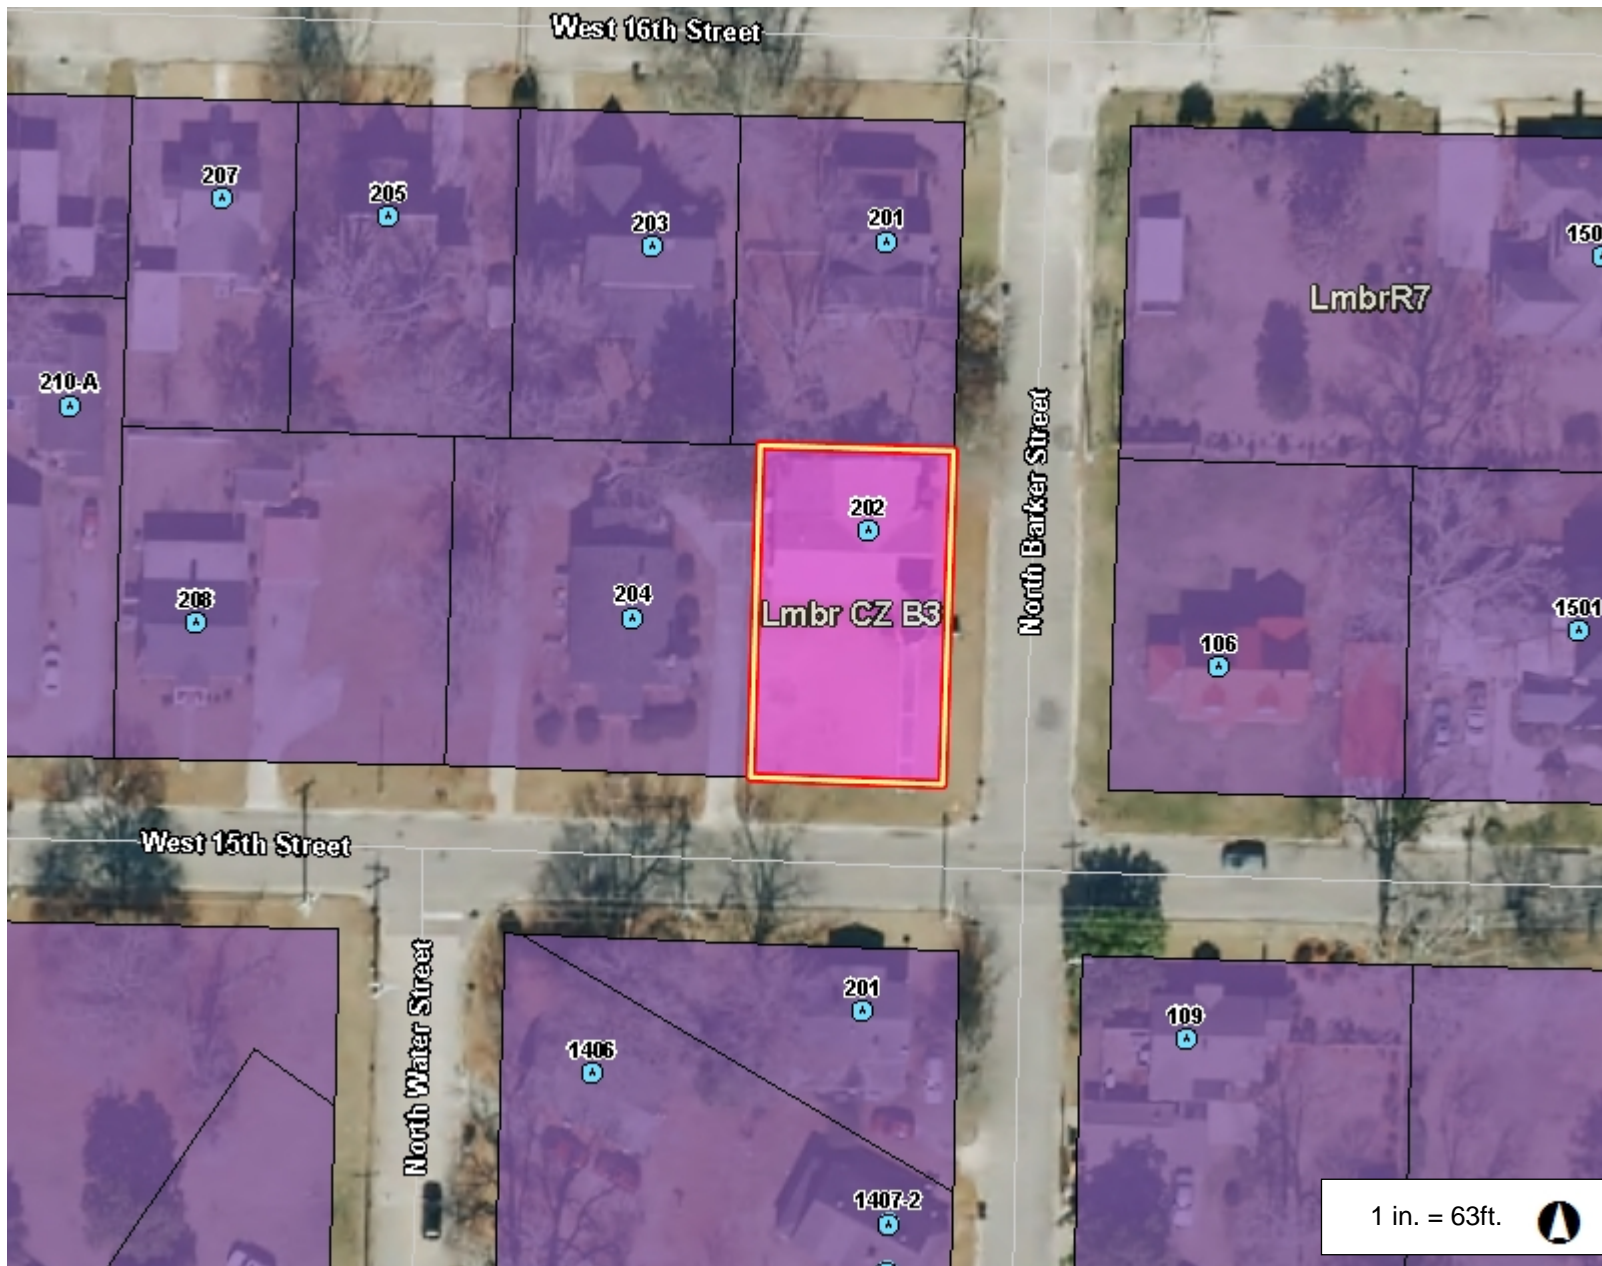 West 16th Street
207
205
203
201
150
LmbrR7
210-A
North Barker Street
202
204
208
Lmbr CZ B3
106
1501
West 15th Street
North Water Street
201
1406
109
1407-2
1 in. = 63ft.